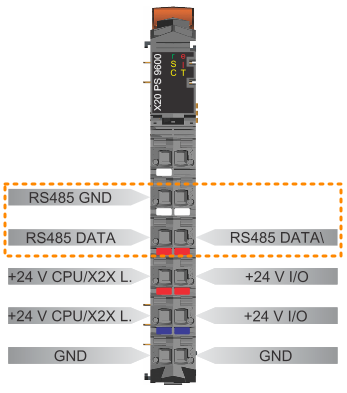 X20 PS 9600
r e
S I
C T
RS485 GND
RS485 DATA RS485 DATA\
+24 V CPU/X2X L. +24 V I/O
+24 V CPU/X2X L. +24 V I/O
GND GND